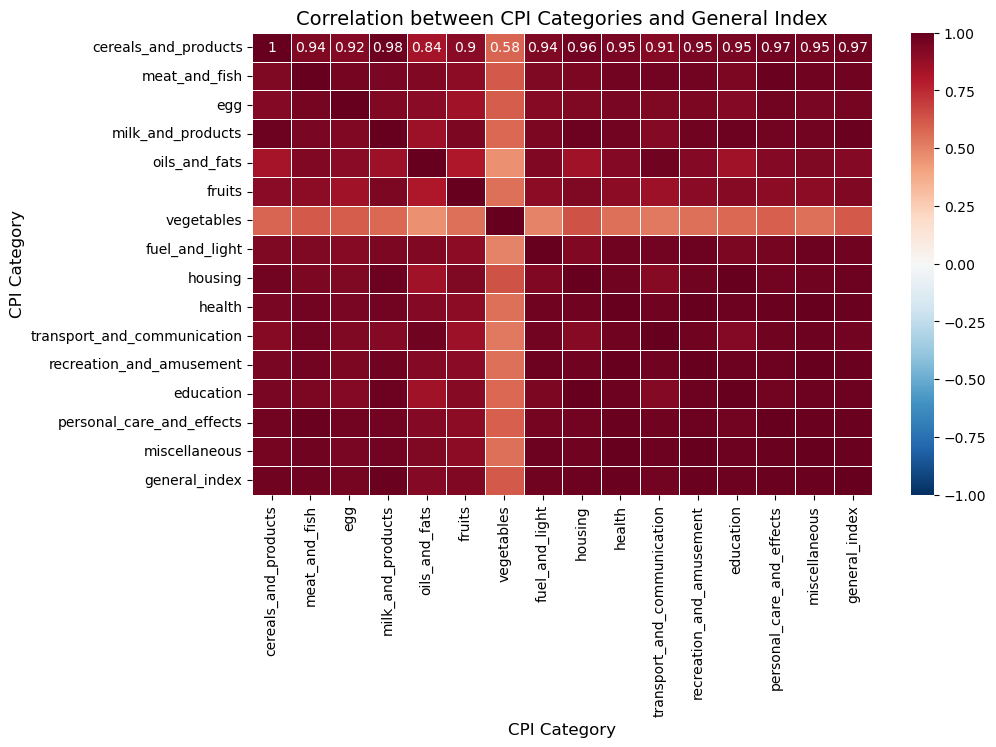 Correlation between CPI Categories and General Index
CPI Category
cereals_and_products 1 0.94 0.92 0.98 0.84 0.9 0.58 0.94 0.96 0.95 0.91 0.95 0.95 0.97 0.95 0.97
meat_and_fish
egg
milk_and_products
oils_and_fats
fruits
vegetables
fuel_and_light
housing
health
transport_and_communication
recreation_and_amusement
education
personal_care_and_effects
miscellaneous
general_index
cereals_and_products
meat_and_fish
egg
milk_and_products
oils_and_fats
fruits
vegetables
fuel_and_light
housing
health
transport_and_communication
recreation_and_amusement
education
personal_care_and_effects
miscellaneous
general_index
CPI Category
1.00
0.75
0.50
0.25
0.00
−0.25
−0.50
−0.75
−1.00